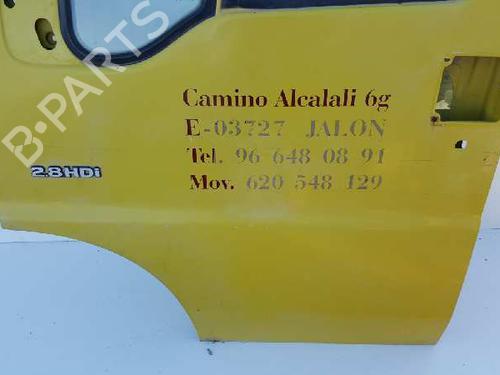 B-PARTS
Camino Alcalali 6g
E-03727 JALON
Tel. 96 648 08 91
Mov. 620 548 129
2.8HDi